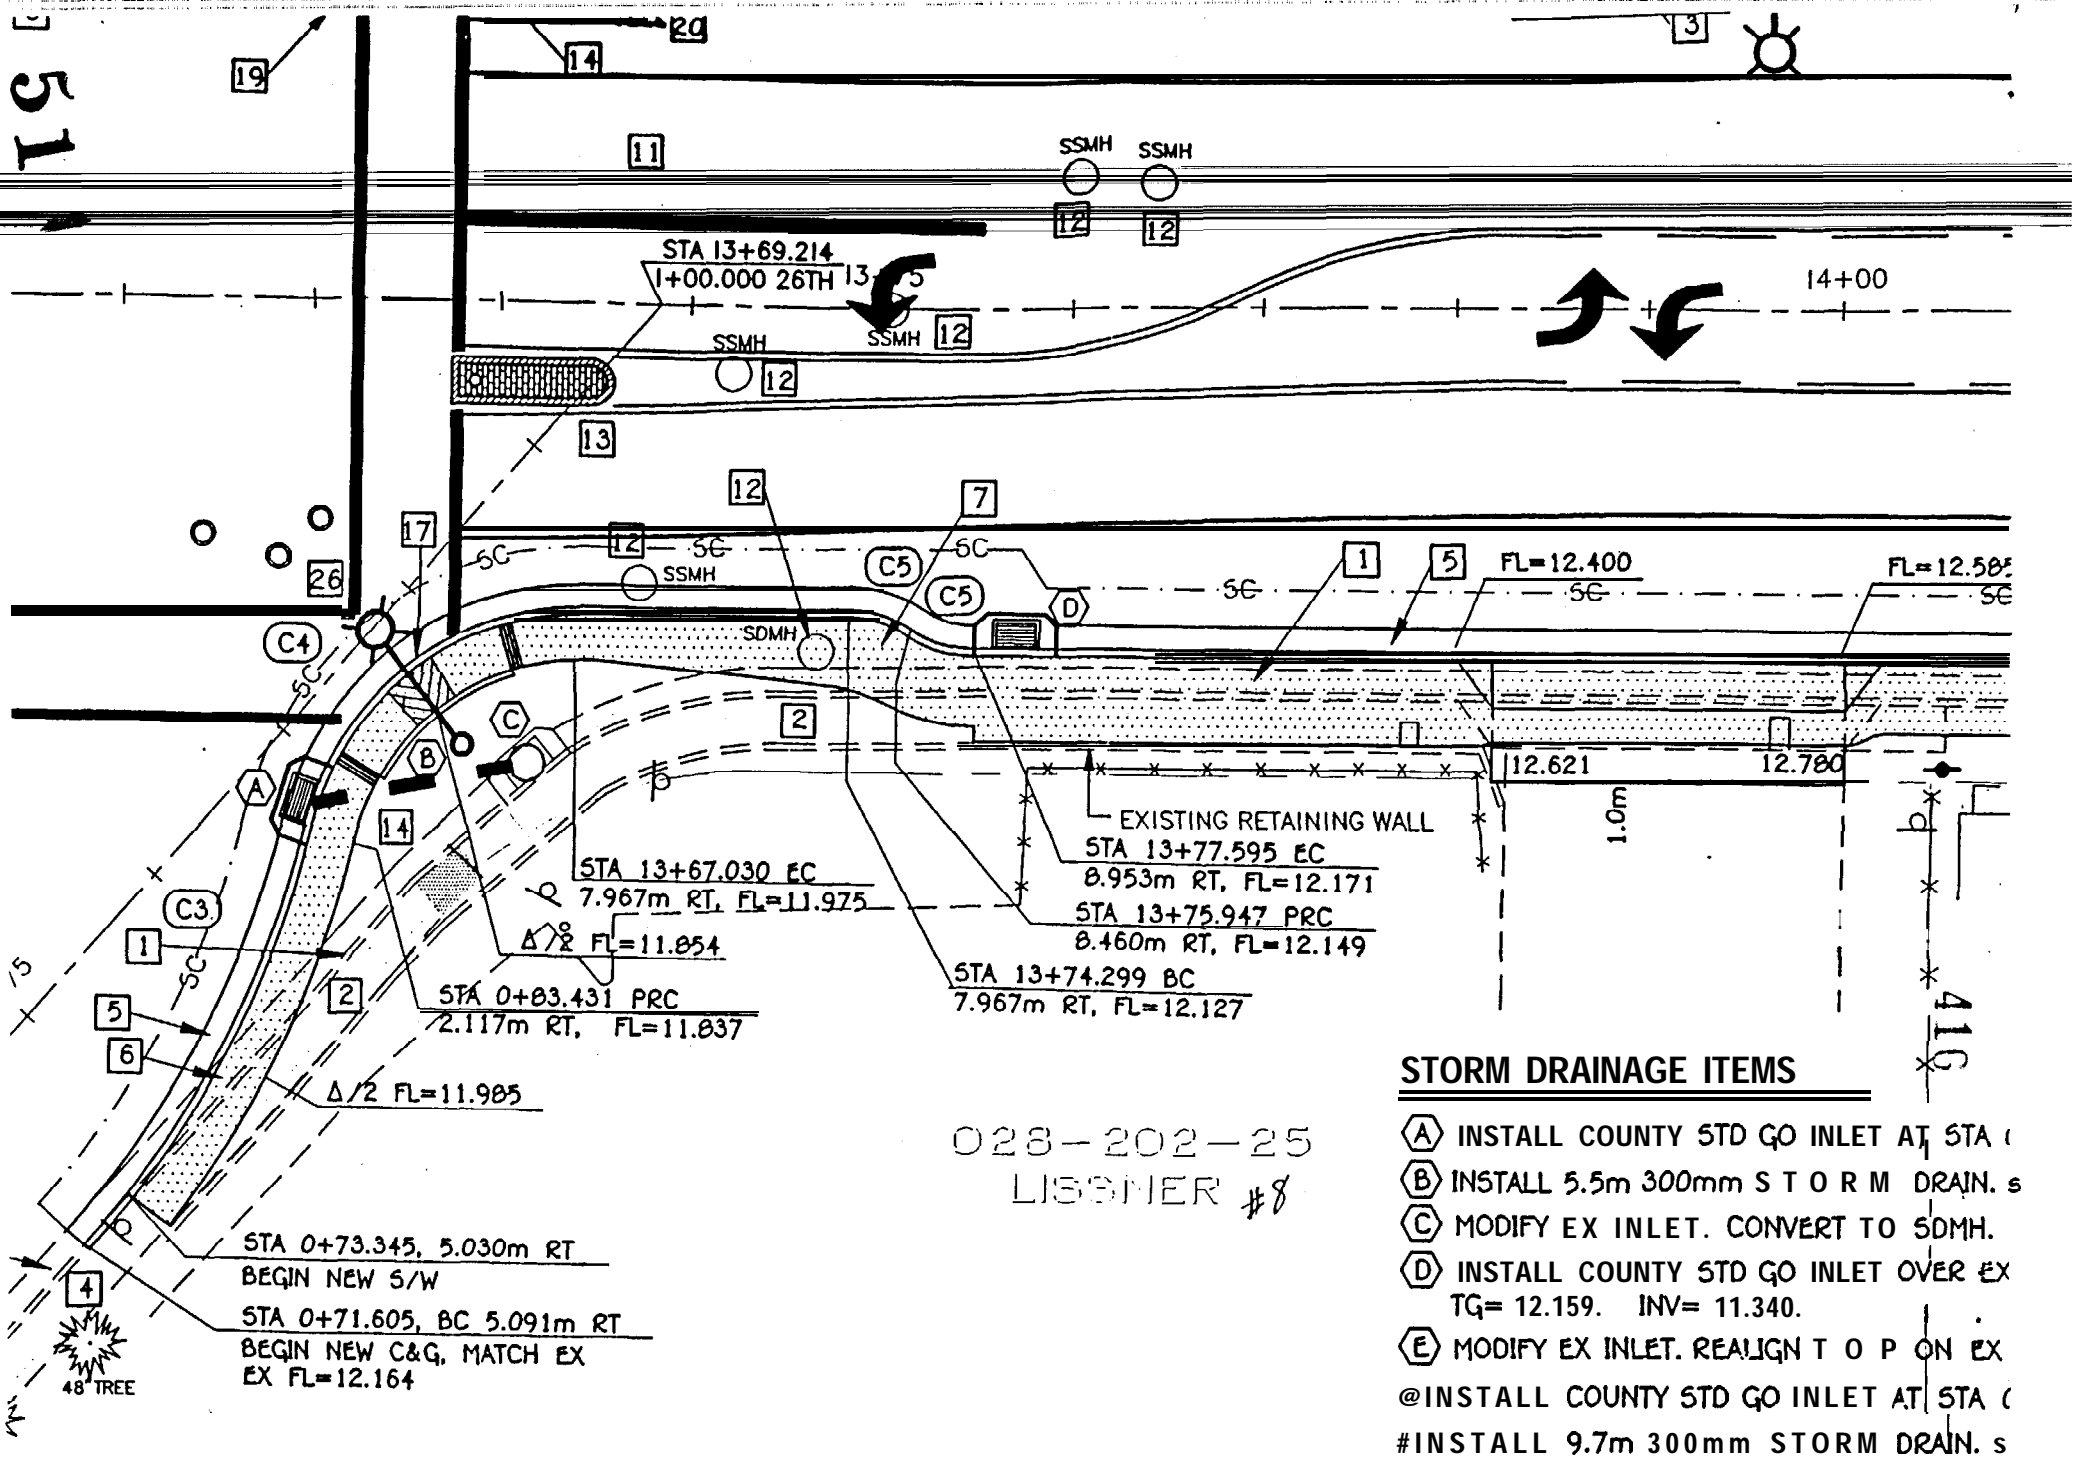 19
14
20
3
51
11
SSMH
SSMH
12
12
STA 13+69.214
1+00.000 26TH
14+00
SSMH
12
SSMH
12
13
12
7
17
12
SC
SC
SC
26
SSMH
C5
C5
D
1
5
FL=12.400
SC
SC
FL=12.585
SC
C4
SC
SDMH
C
B
2
A
14
12.621
12.780
1.0m
EXISTING RETAINING WALL
STA 13+77.595 EC
8.953m RT, FL=12.171
STA 13+67.030 EC
7.967m RT, FL=11.975
STA 13+75.947 PRC
8.460m RT, FL=12.149
C3
Δ/2 FL=11.854
1
SC
STA 13+74.299 BC
7.967m RT, FL=12.127
2
STA 0+83.431 PRC
2.117m RT, FL=11.837
5
6
416
Δ/2 FL=11.985
STORM DRAINAGE ITEMS
A INSTALL COUNTY STD GO INLET AT STA
B INSTALL 5.5m 300mm STORM DRAIN. S
C MODIFY EX INLET. CONVERT TO SDMH.
D INSTALL COUNTY STD GO INLET OVER EX
TG= 12.159. INV= 11.340.
E MODIFY EX INLET. REALIGN TOP ON EX
@INSTALL COUNTY STD GO INLET AT STA
#INSTALL 9.7m 300mm STORM DRAIN. S
028-202-25
LISSNER #8
STA 0+73.345, 5.030m RT
BEGIN NEW S/W
4
STA 0+71.605, BC 5.091m RT
BEGIN NEW C&G, MATCH EX
EX FL=12.164
48" TREE